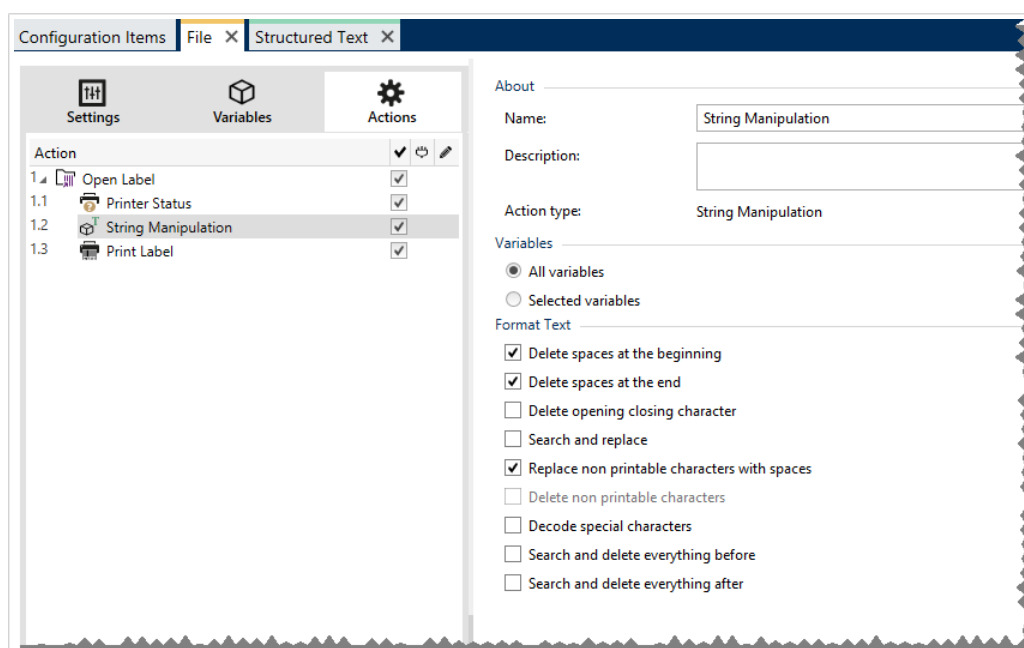 Configuration Items File Structured Text
Settings Variables Actions
Action
1 Open Label
1.1 Printer Status
1.2 String Manipulation
1.3 Print Label
About
Name: String Manipulation
Description:
Action type: String Manipulation
Variables
All variables
Selected variables
Format Text
Delete spaces at the beginning
Delete spaces at the end
Delete opening closing character
Search and replace
Replace non printable characters with spaces
Delete non printable characters
Decode special characters
Search and delete everything before
Search and delete everything after